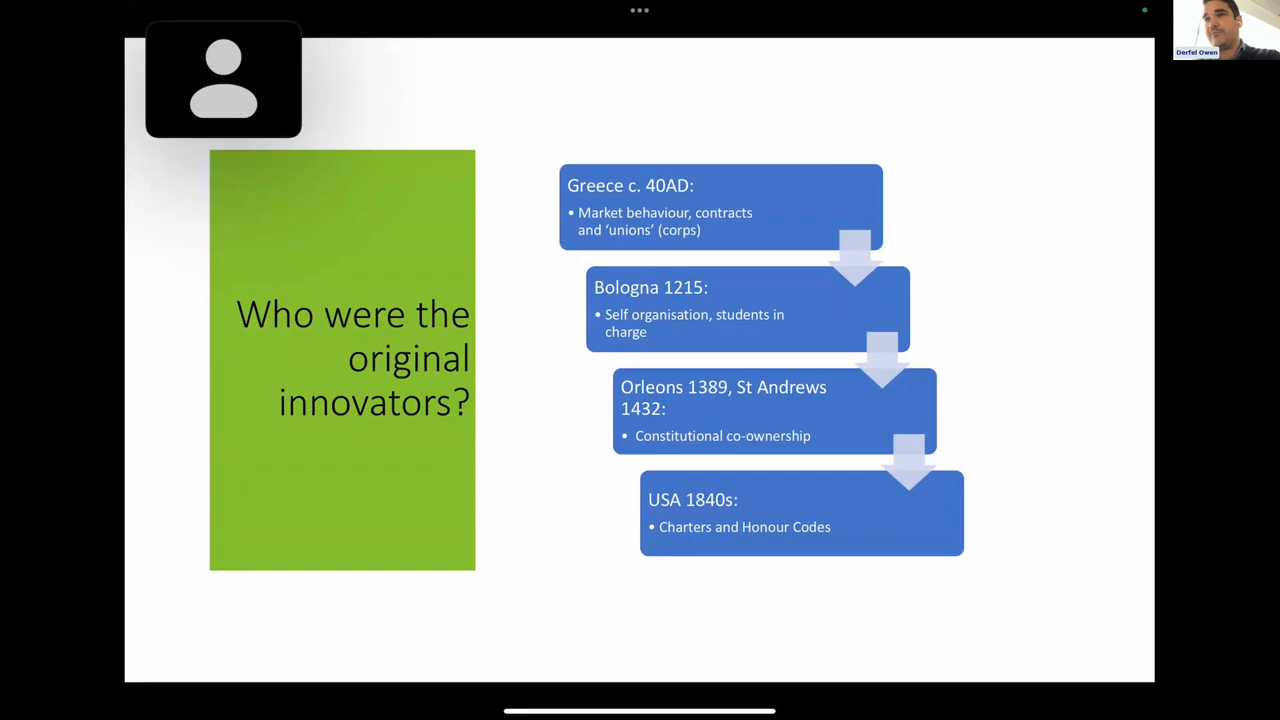 Derfel Owen
Who were the
original
innovators?
Greece c. 40AD:
• Market behaviour, contracts
and ‘unions’ (corps)
Bologna 1215:
• Self organisation, students in
charge
Orleons 1389, St Andrews
1432:
• Constitutional co-ownership
USA 1840s:
• Charters and Honour Codes